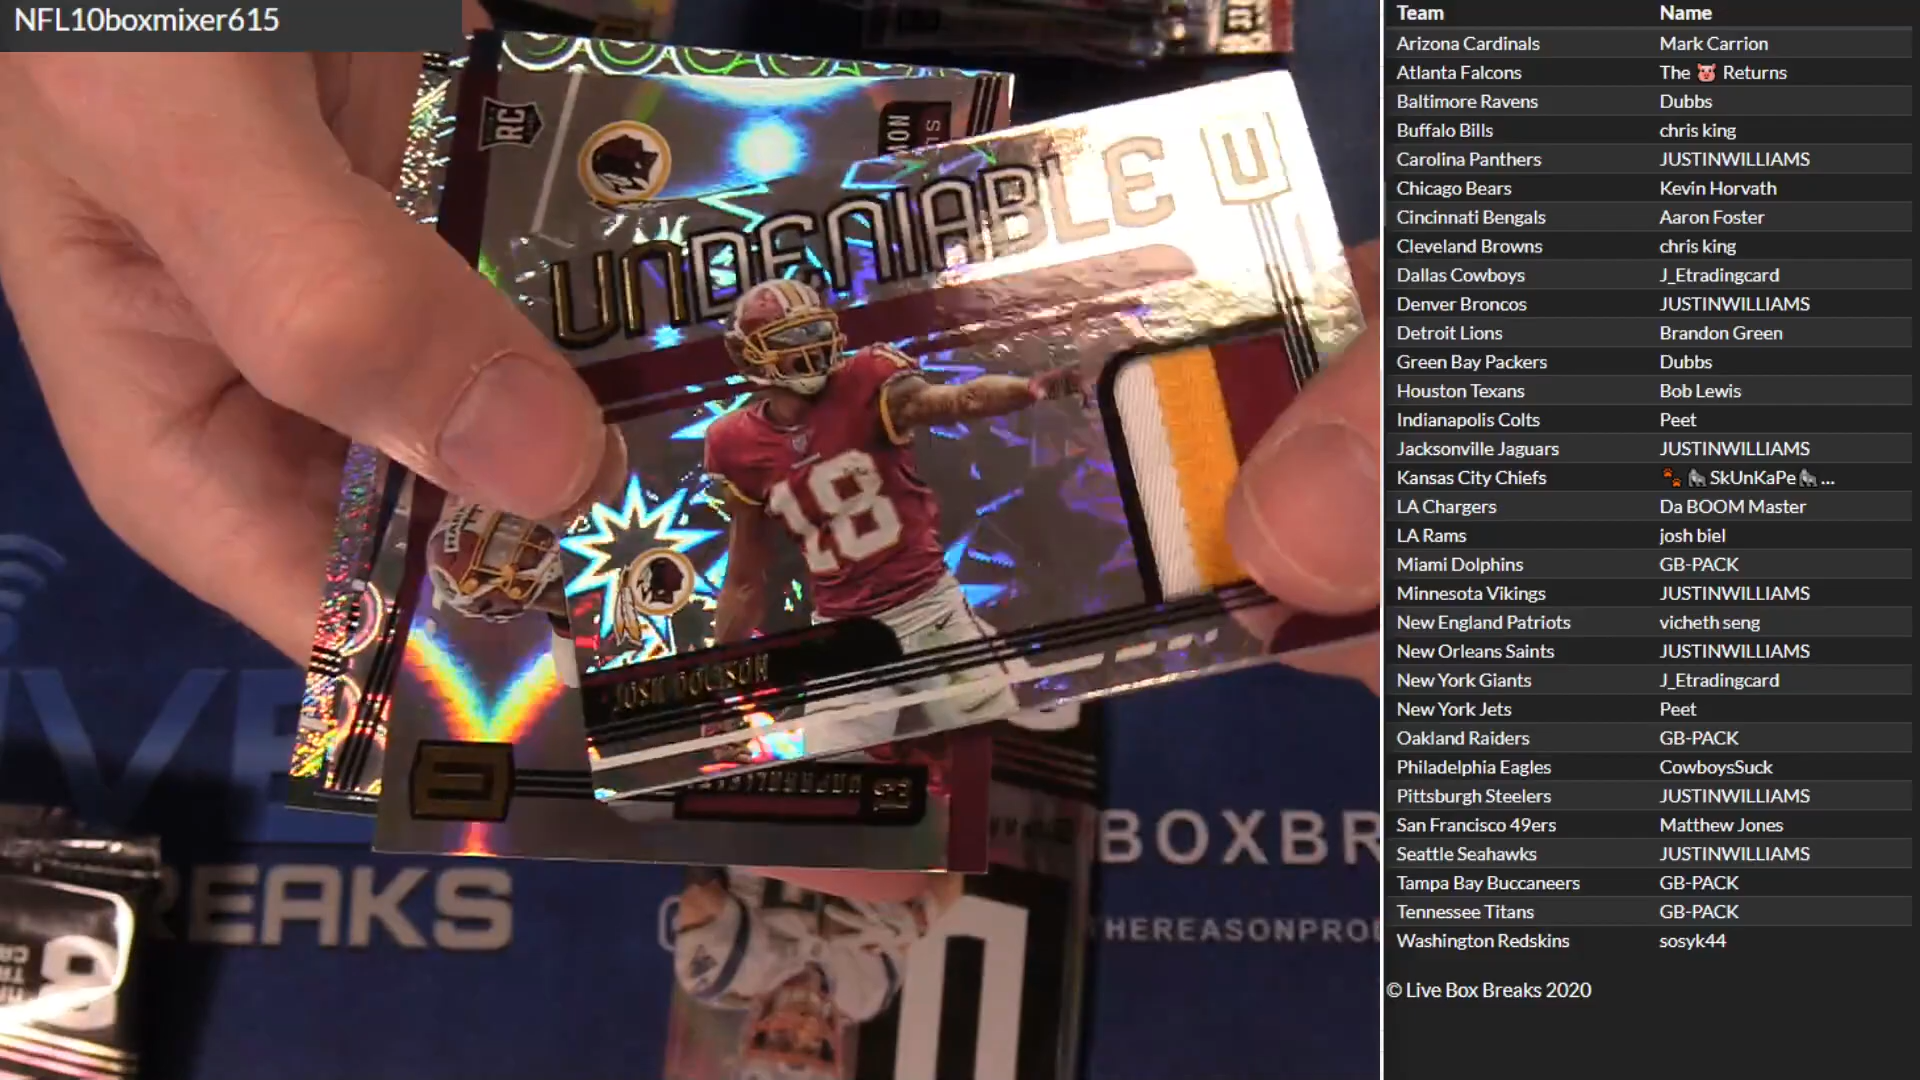 NFL10boxmixer615
RC
UNDENIABLE
U
18
JOSH DOCTSON
VE
REAKS
BOXBR
THEREASONPRO
Team Name
Arizona Cardinals Mark Carrion
Atlanta Falcons The 🐷 Returns
Baltimore Ravens Dubbs
Buffalo Bills chris king
Carolina Panthers JUSTINWILLIAMS
Chicago Bears Kevin Horvath
Cincinnati Bengals Aaron Foster
Cleveland Browns chris king
Dallas Cowboys J_Etradingcard
Denver Broncos JUSTINWILLIAMS
Detroit Lions Brandon Green
Green Bay Packers Dubbs
Houston Texans Bob Lewis
Indianapolis Colts Peet
Jacksonville Jaguars JUSTINWILLIAMS
Kansas City Chiefs 🐾🦍SkUnKaPe🦍...
LA Chargers Da BOOM Master
LA Rams josh biel
Miami Dolphins GB-PACK
Minnesota Vikings JUSTINWILLIAMS
New England Patriots vicheth seng
New Orleans Saints JUSTINWILLIAMS
New York Giants J_Etradingcard
New York Jets Peet
Oakland Raiders GB-PACK
Philadelphia Eagles CowboysSuck
Pittsburgh Steelers JUSTINWILLIAMS
San Francisco 49ers Matthew Jones
Seattle Seahawks JUSTINWILLIAMS
Tampa Bay Buccaneers GB-PACK
Tennessee Titans GB-PACK
Washington Redskins sosyk44
© Live Box Breaks 2020